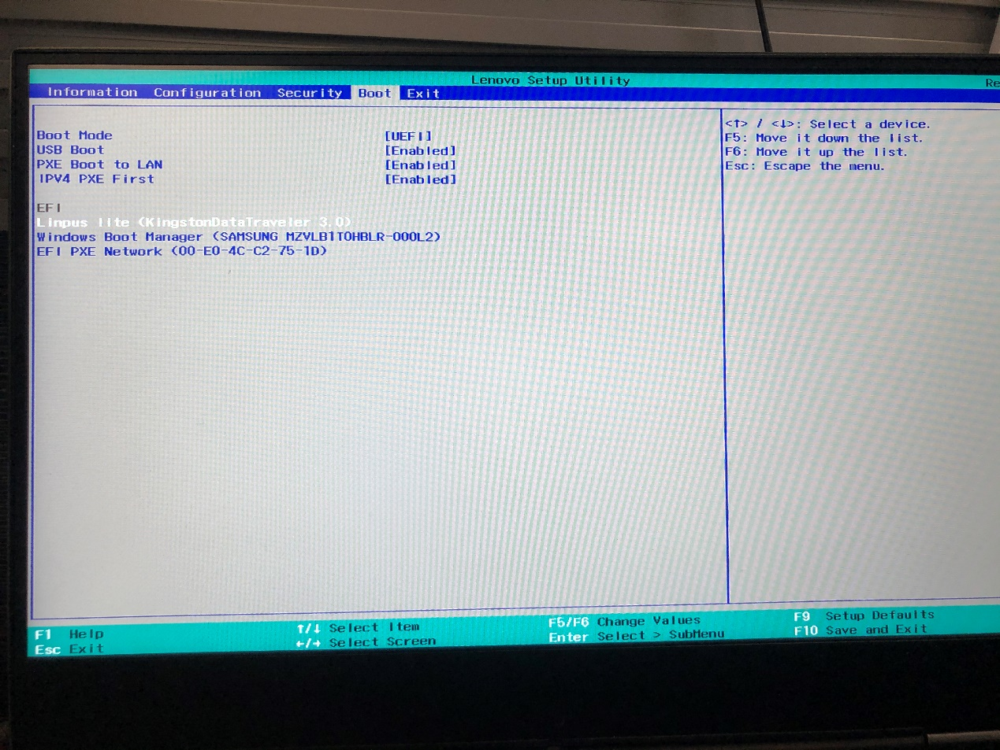 Lenovo Setup Utility
Information Configuration Security Boot Exit
Boot Mode [UEFI]
USB Boot [Enabled]
PXE Boot to LAN [Enabled]
IPV4 PXE First [Enabled]
EFI
Linpus lite (KingstonDataTraveler 3.0)
Windows Boot Manager (SAMSUNG MZVLB1T0HBLR-000L2)
EFI PXE Network (00-E0-4C-C2-75-1D)
<↑> / <↓>: Select a device.
F5: Move it down the list.
F6: Move it up the list.
Esc: Escape the menu.
F1 Help ↑/↓ Select Item F5/F6 Change Values F9 Setup Defaults
Esc Exit ←/→ Select Screen Enter Select > SubMenu F10 Save and Exit